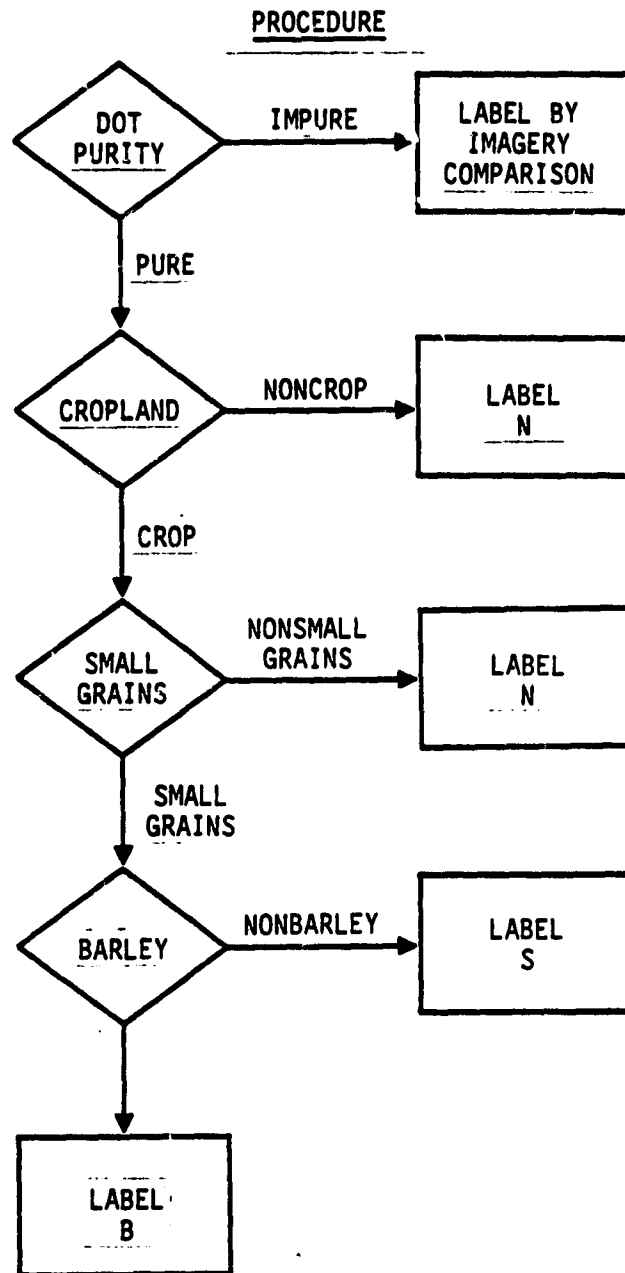 PROCEDURE
DOT
PURITY
IMPURE
LABEL BY
IMAGERY
COMPARISON
PURE
CROPLAND
NONCROP
LABEL
N
CROP
SMALL
GRAINS
NONSMALL
GRAINS
LABEL
N
SMALL
GRAINS
BARLEY
NONBARLEY
LABEL
S
LABEL
B